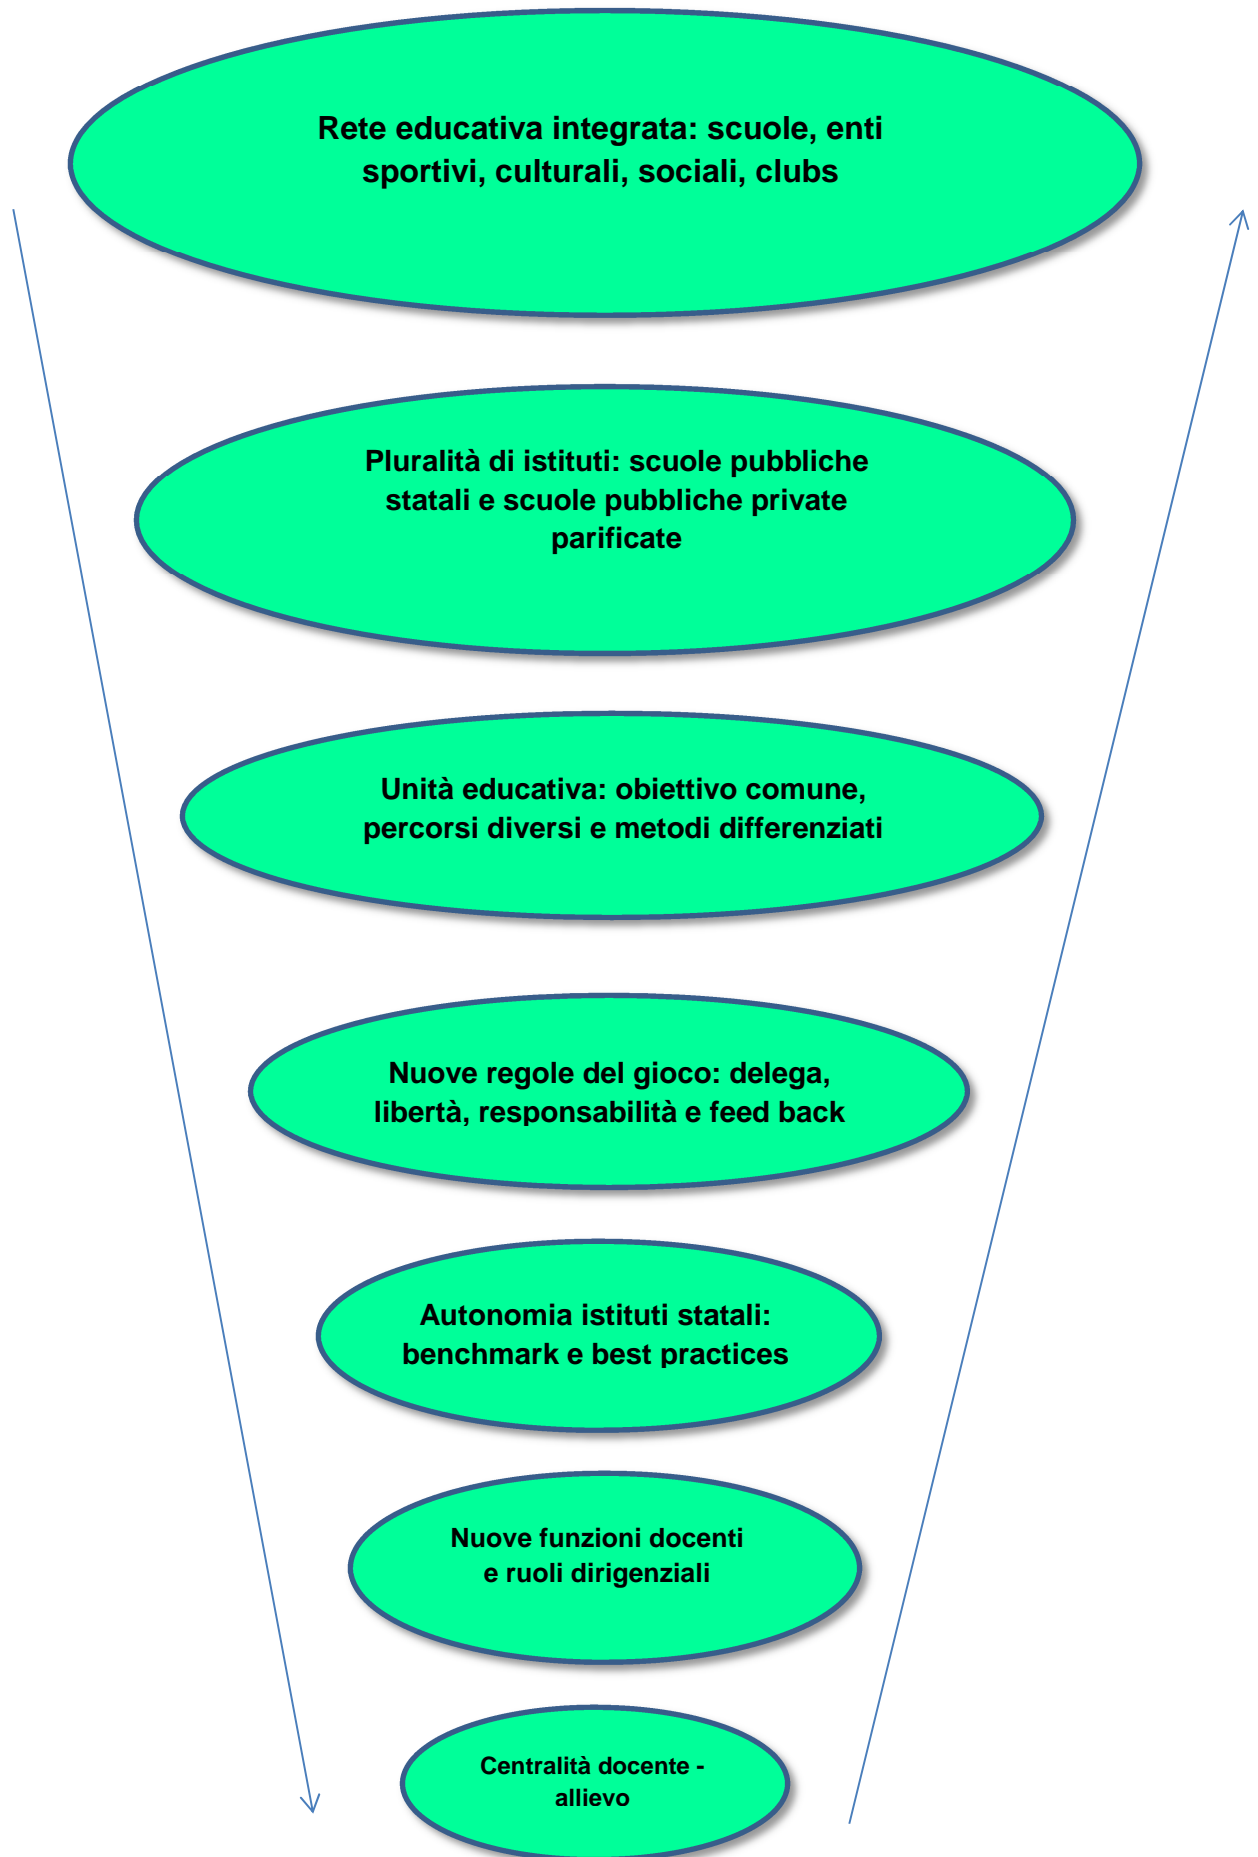 Rete educativa integrata: scuole, enti
sportivi, culturali, sociali, clubs
Pluralità di istituti: scuole pubbliche
statali e scuole pubbliche private
parificate
Unità educativa: obiettivo comune,
percorsi diversi e metodi differenziati
Nuove regole del gioco: delega,
libertà, responsabilità e feed back
Autonomia istituti statali:
benchmark e best practices
Nuove funzioni docenti
e ruoli dirigenziali
Centralità docente -
allievo